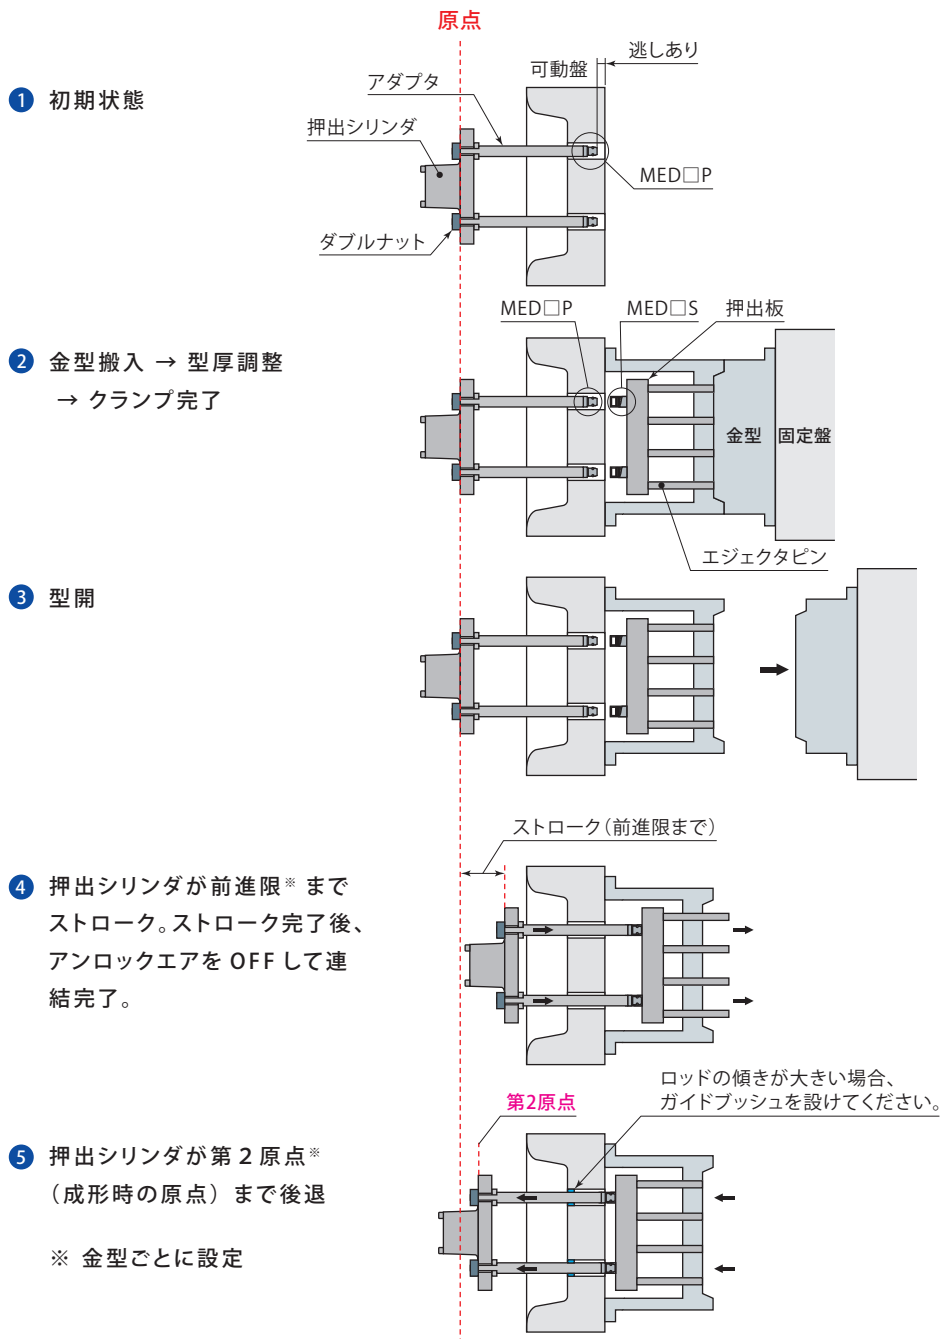 原点
逃しあり
可動盤
アダプタ
1 初期状態
押出シリンダ
MED□P
ダブルナット
MED□P
MED□S
押出板
2 金型搬入 → 型厚調整
→ クランプ完了
金型
固定盤
エジェクタピン
3 型開
ストローク(前進限まで)
4 押出シリンダが前進限※ まで
ストローク。ストローク完了後、
アンロックエアを OFF して連
結完了。
ロッドの傾きが大きい場合、
ガイドブッシュを設けてください。
第2原点
5 押出シリンダが第 2 原点※
(成形時の原点) まで後退
※ 金型ごとに設定